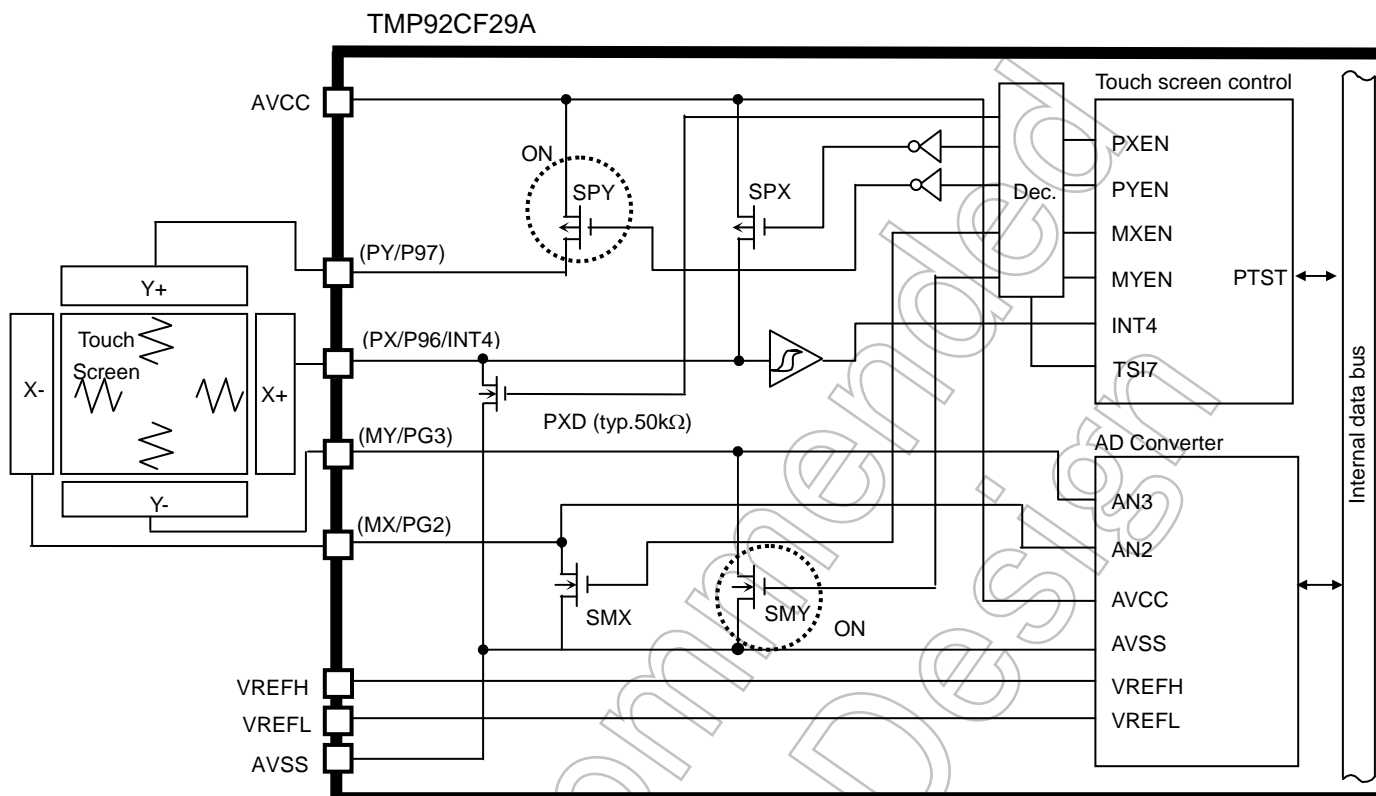 TMP92CF29A
AVCC
ON
SPY
SPX
Dec.
Touch screen control
PXEN
PYEN
MXEN
MYEN
PTST
INT4
TSI7
Internal data bus
(PY/P97)
Y+
(PX/P96/INT4)
Touch
Screen
X-
X+
PXD (typ.50kΩ)
(MY/PG3)
Y-
(MX/PG2)
AD Converter
AN3
AN2
AVCC
AVSS
VREFH
VREFL
SMX
SMY
ON
VREFH
VREFL
AVSS
ommended
Design